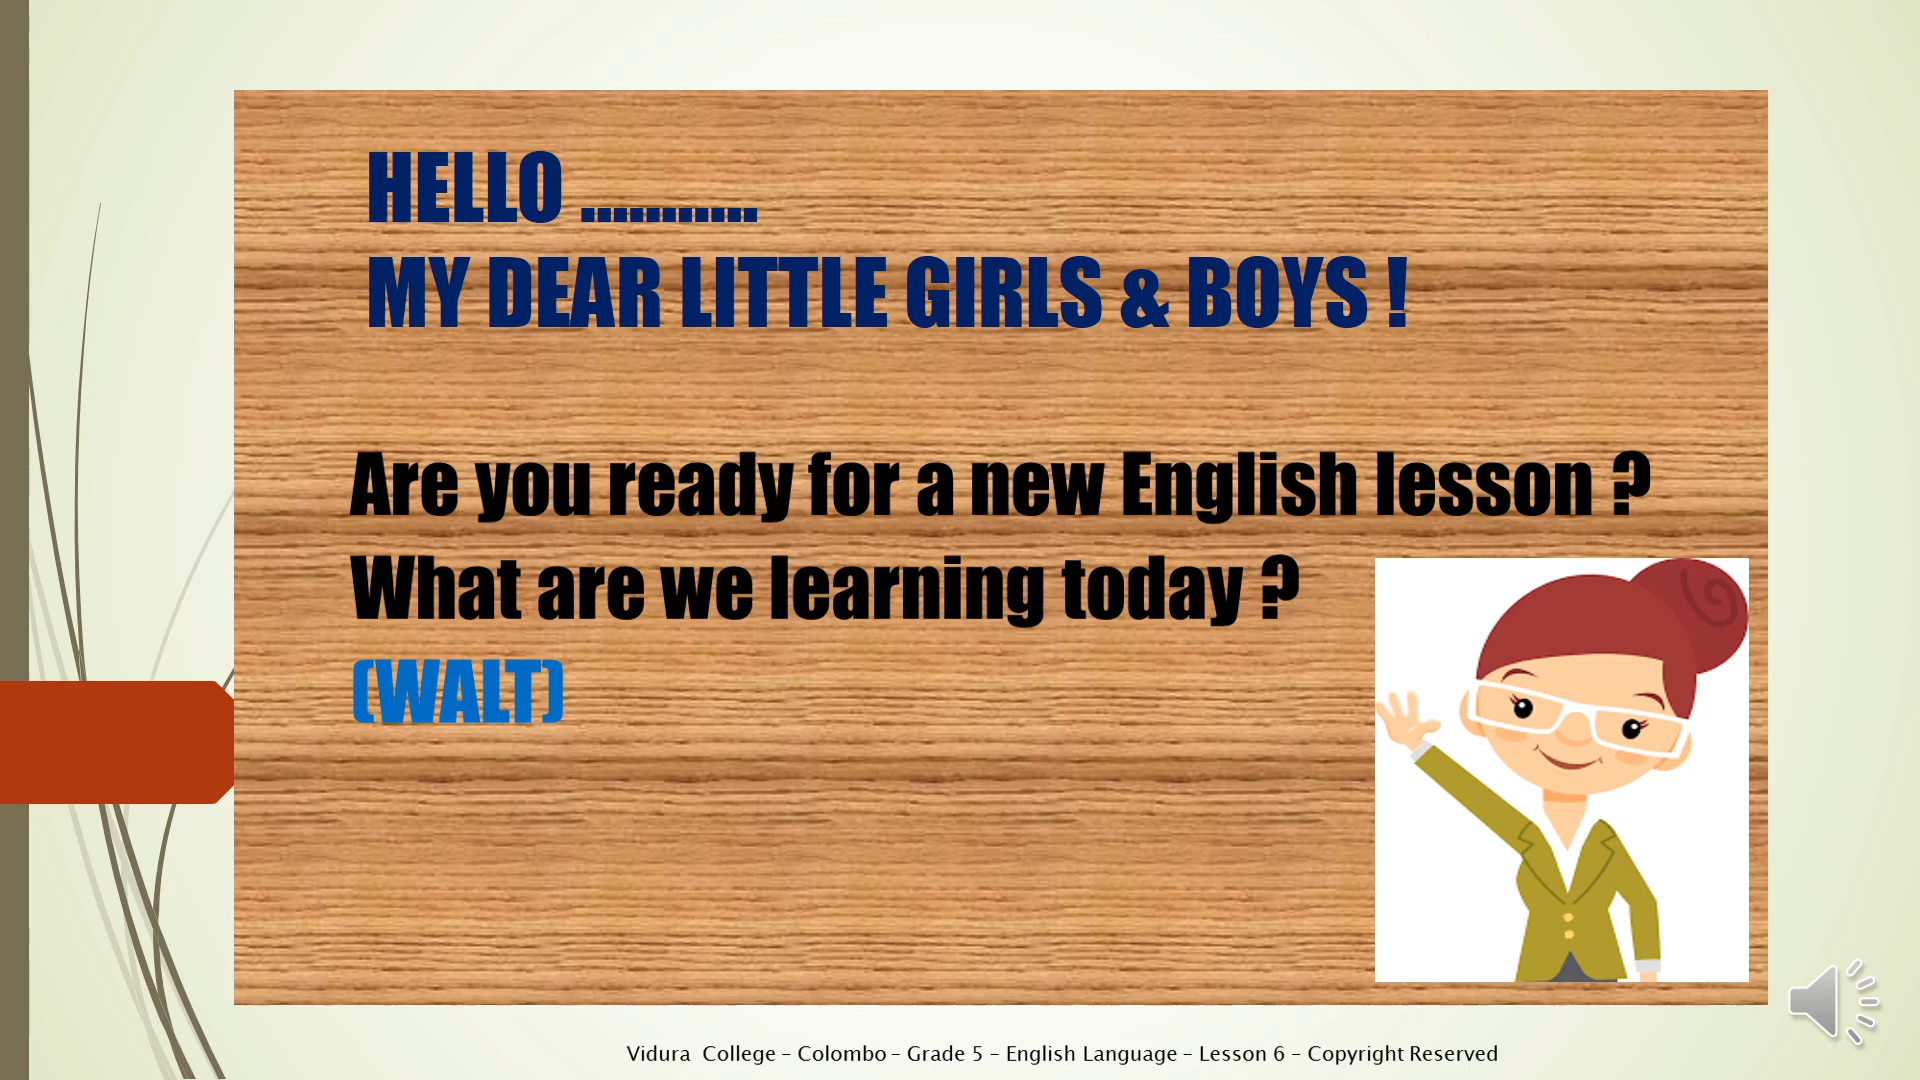 HELLO ...........
MY DEAR LITTLE GIRLS & BOYS !
Are you ready for a new English lesson ?
What are we learning today ?
(WALT)
Vidura College – Colombo – Grade 5 – English Language – Lesson 6 – Copyright Reserved